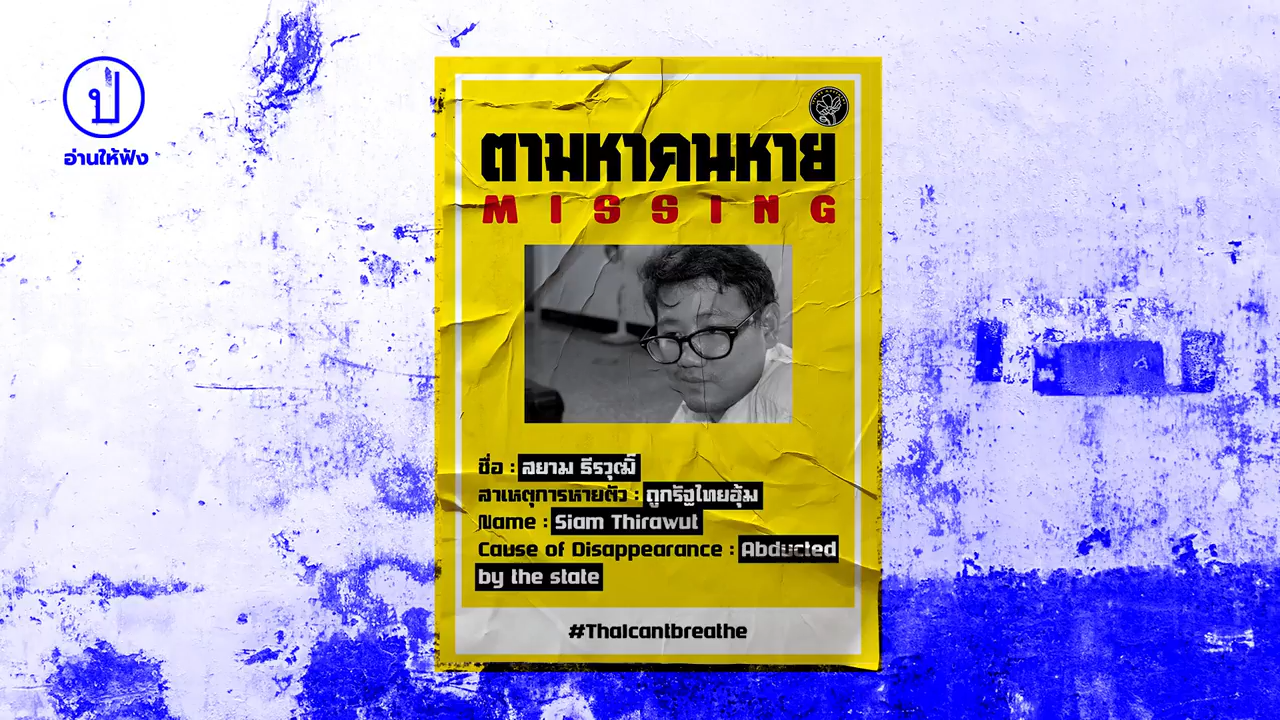 ป
อ่านให้ฟัง
ตามหาคนหาย
MISSING
ชื่อ : สยาม ธีรวุฒิ์
สาเหตุการหายตัว : ถูกรัฐไทยอุ้ม
Name : Siam Thirawut
Cause of Disappearance : Abducted
by the state
#Thaicantbreathe